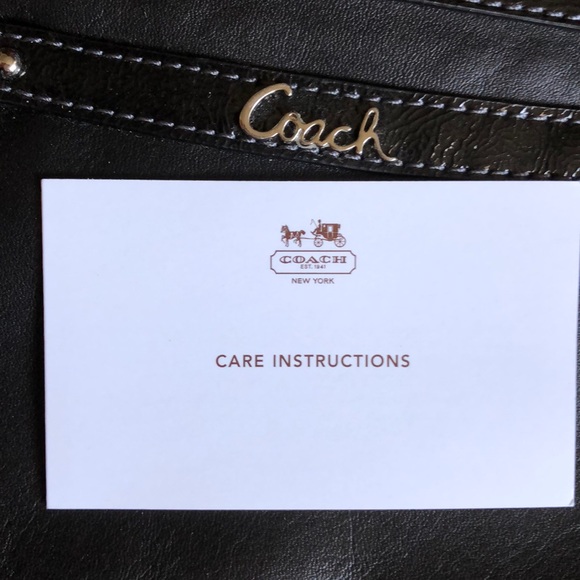 Coach
COACH
EST. 1941
NEW YORK
CARE INSTRUCTIONS